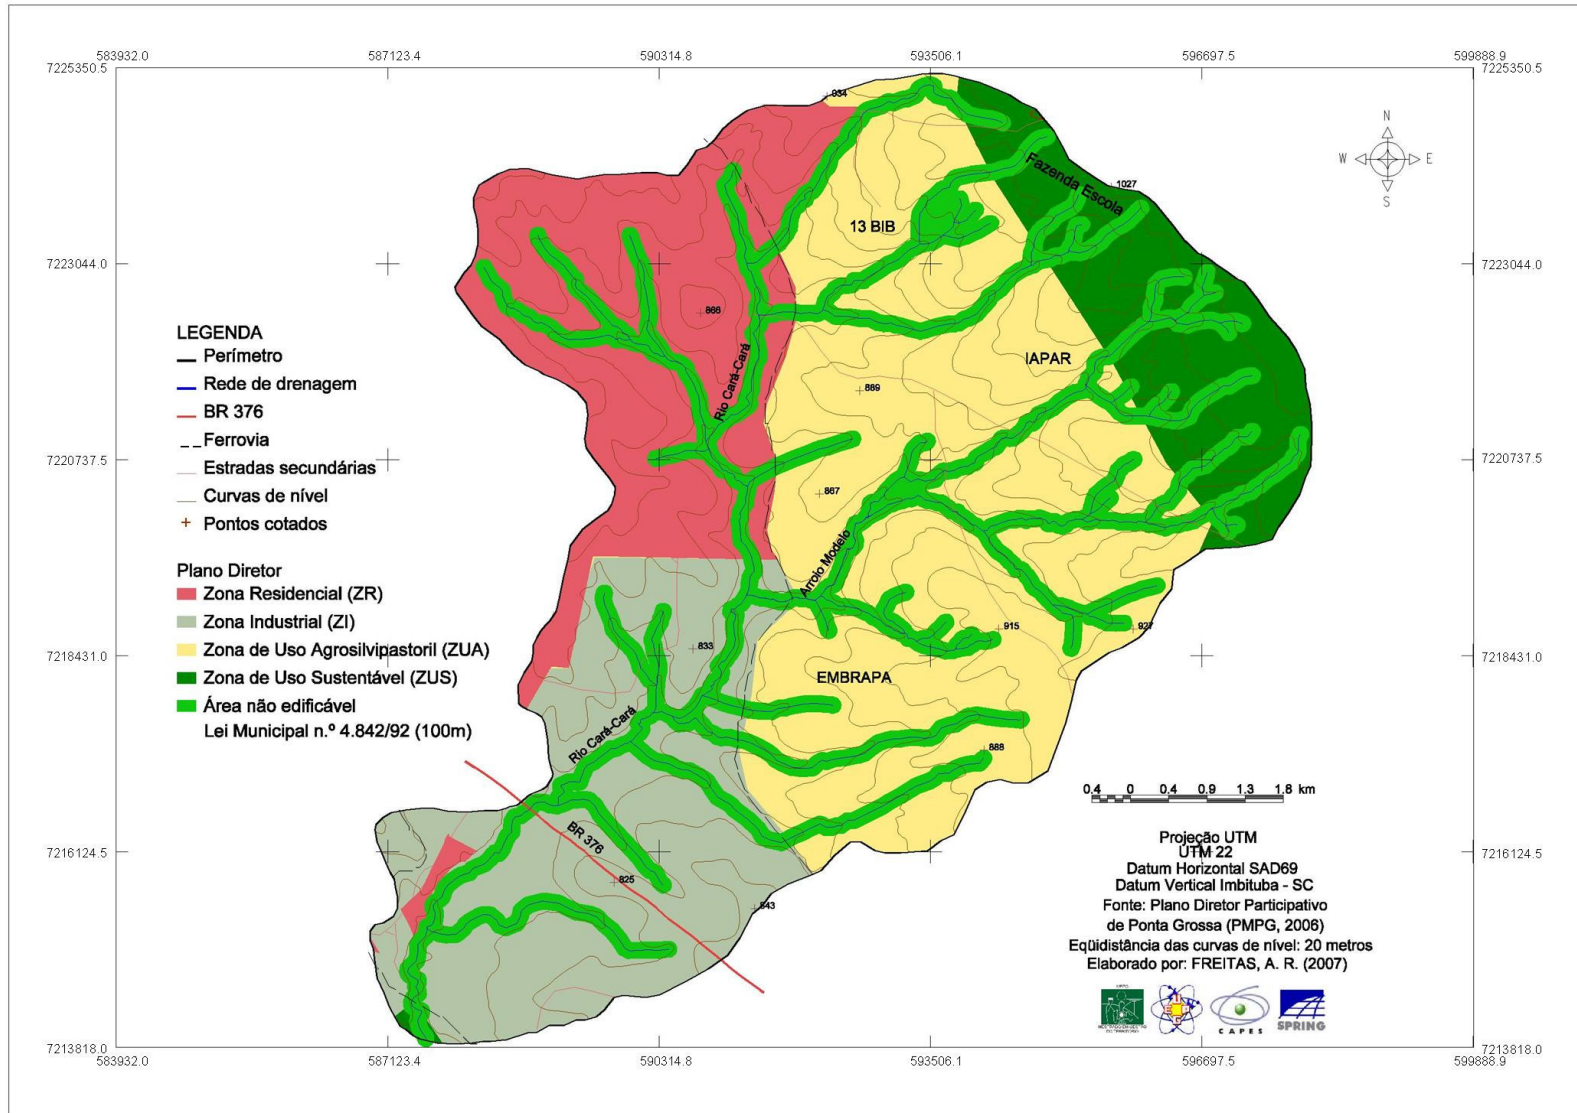 583932.0 587123.4 590314.8 593506.1 596697.5 599888.9
7225350.5 7225350.5
934
N
W E
S
Fazenda Escola
1027
13 BIB
7223044.0 7223044.0
866
LEGENDA
Perímetro
Rede de drenagem
BR 376
Ferrovia
Estradas secundárias
Curvas de nível
Pontos cotados
Rio Cará-Cará
IAPAR
889
7220737.5 7220737.5
867
Arroio Modelo
Plano Diretor
Zona Residencial (ZR)
Zona Industrial (ZI)
Zona de Uso Agrosilvipastoril (ZUA)
Zona de Uso Sustentável (ZUS)
Área não edificável
Lei Municipal n.º 4.842/92 (100m)
915
927
833
7218431.0 7218431.0
EMBRAPA
Rio Cará-Cará
888
0.4 0 0.4 0.9 1.3 1.8 km
BR 376
7216124.5 7216124.5
825
Projeção UTM
UTM 22
Datum Horizontal SAD69
Datum Vertical Imbituba - SC
Fonte: Plano Diretor Participativo
de Ponta Grossa (PMPG, 2006)
Eqüidistância das curvas de nível: 20 metros
Elaborado por: FREITAS, A. R. (2007)
CAPES
SPRING
7213818.0 7213818.0
583932.0 587123.4 590314.8 593506.1 596697.5 599888.9